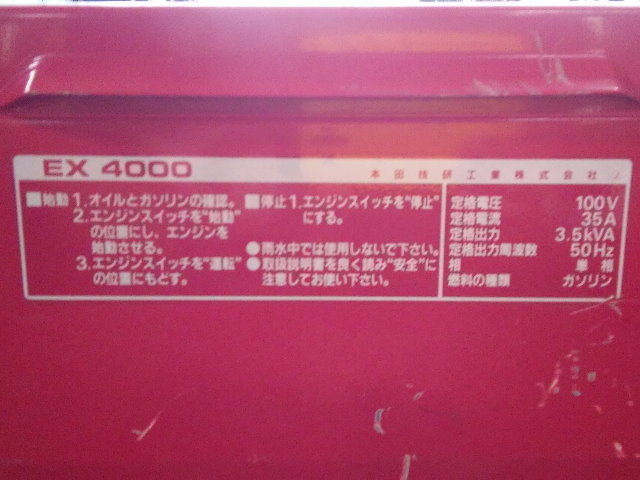 EX 4000
本田技研工業株式会社
■始動 1. オイルとガソリンの確認。
2. エンジンスイッチを“始動”
の位置にし、エンジンを
始動させる。
3. エンジンスイッチを“運転”
の位置にもどす。
■停止 1. エンジンスイッチを“停止”
にする。
●雨水中では使用しないで下さい。
●取扱説明書を良く読み“安全”に
注意してお使い下さい。
定格電圧 100V
定格電流 35A
定格出力 3.5kVA
定格出力周波数 50Hz
相 単相
燃料の種類 ガソリン